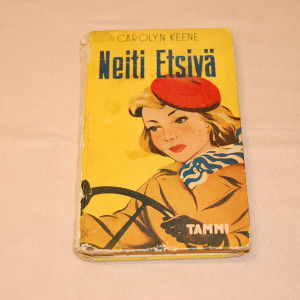 CAROLYN KEENE
Neiti Etsivä
TAMMI